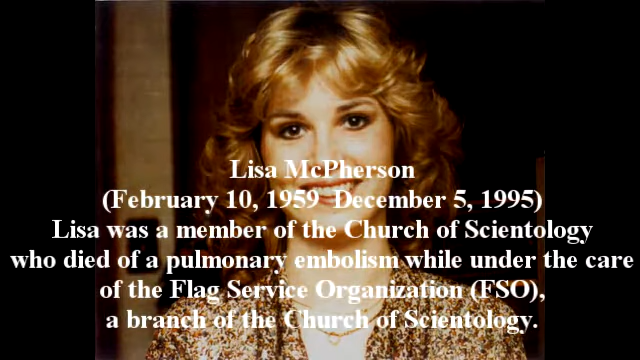 Lisa McPherson
(February 10, 1959  December 5, 1995)
Lisa was a member of the Church of Scientology
who died of a pulmonary embolism while under the care
of the Flag Service Organization (FSO),
a branch of the Church of Scientology.